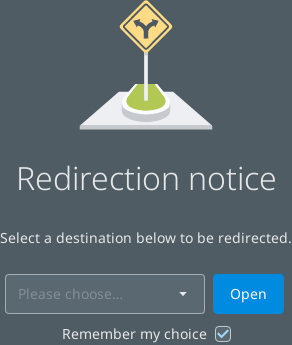 Redirection notice
Select a destination below to be redirected.
Please choose...
Open
Remember my choice